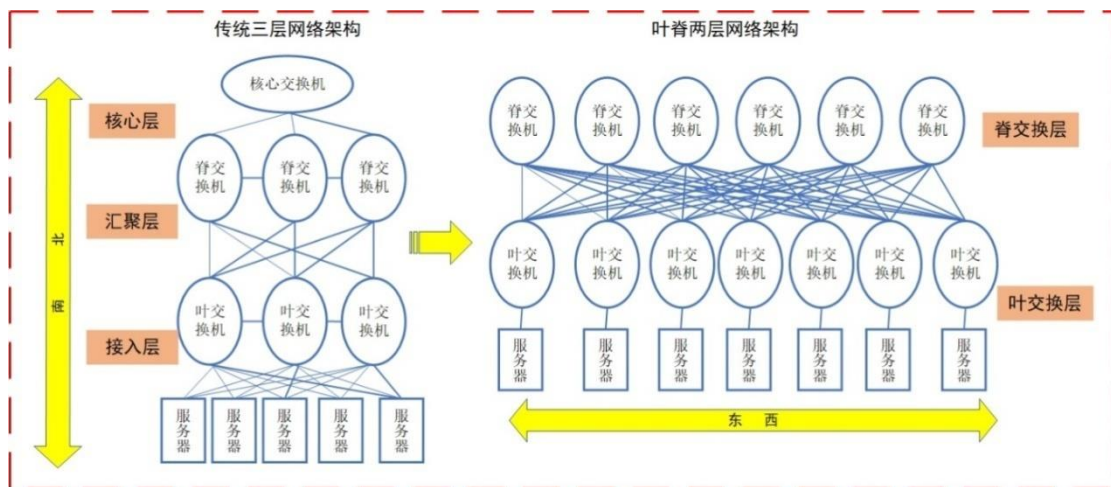 传统三层网络架构
叶脊两层网络架构
核心交换机
核心层
脊交
换机
脊交
换机
脊交
换机
汇聚层
叶交
换机
叶交
换机
叶交
换机
接入层
服务器
服务器
服务器
服务器
服务器
北
南
脊交
换机
脊交
换机
脊交
换机
脊交
换机
脊交
换机
脊交
换机
脊交换层
叶交
换机
叶交
换机
叶交
换机
叶交
换机
叶交
换机
叶交
换机
叶交
换机
叶交换层
服务器
服务器
服务器
服务器
服务器
服务器
服务器
东 西